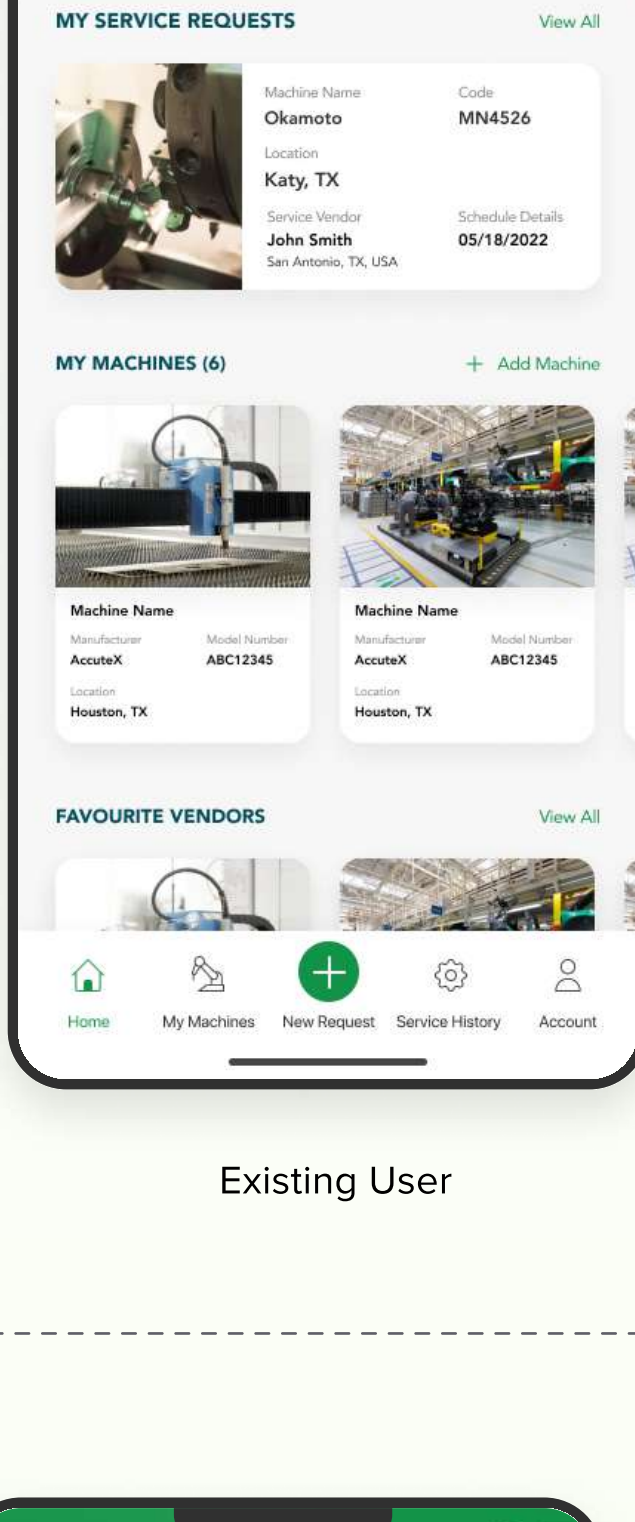 MY SERVICE REQUESTS View All
Machine Name Code
Okamoto MN4526
Location
Katy, TX
Service Vendor Schedule Details
John Smith 05/18/2022
San Antonio, TX, USA
MY MACHINES (6) + Add Machine
Machine Name Machine Name
Manufacturer Model Number Manufacturer Model Number
AccuteX ABC12345 AccuteX ABC12345
Location Location
Houston, TX Houston, TX
FAVOURITE VENDORS View All
Home My Machines New Request Service History Account
Existing User